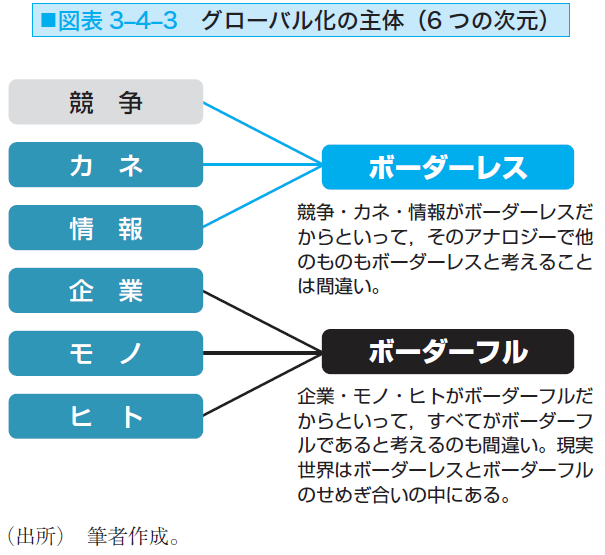 ■図表 3–4–3　グローバル化の主体（6 つの次元）
競　争
カ　ネ
情　報
企　業
モ　ノ
ヒ　ト
ボーダーレス
競争・カネ・情報がボーダーレスだ
からといって，そのアナロジーで他
のものもボーダーレスと考えること
は間違い。
ボーダーフル
企業・モノ・ヒトがボーダーフルだ
からといって，すべてがボーダーフ
ルであると考えるのも間違い。現実
世界はボーダーレスとボーダーフル
のせめぎ合いの中にある。
（出所）　筆者作成。